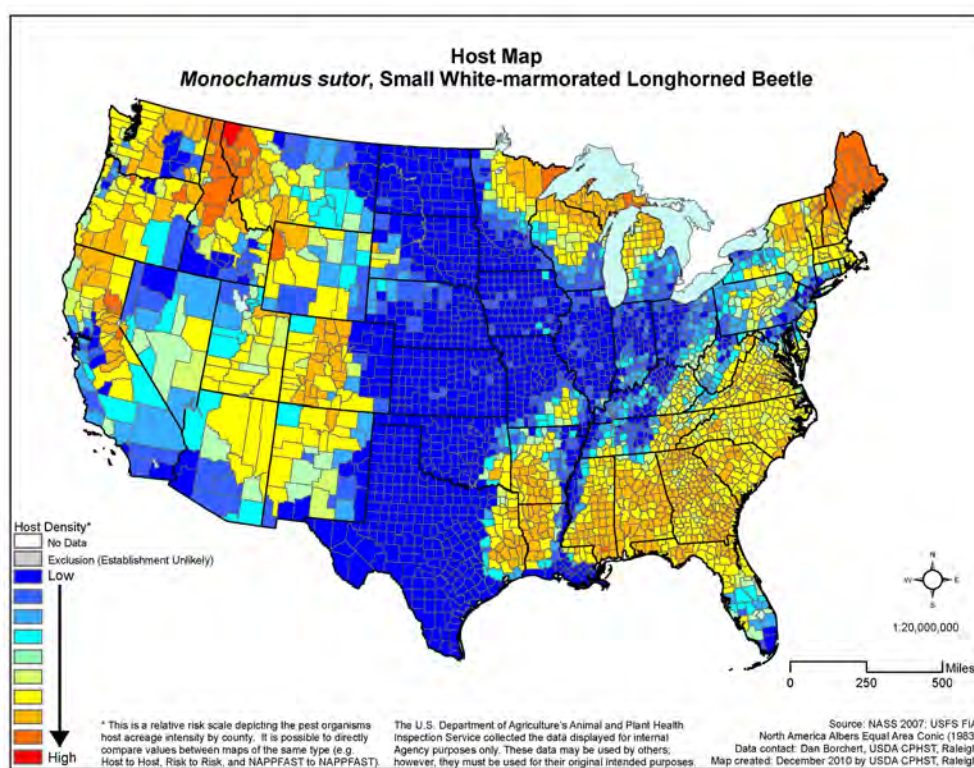 Host Map
Monochamus sutor, Small White-marmorated Longhorned Beetle
Host Density*
No Data
Exclusion (Establishment Unlikely)
Low
High
N
W E
S
1:20,000,000
Miles
0 250 500
* This is a relative risk scale depicting the pest organisms
host acreage intensity by county. It is possible to directly
compare values between maps of the same type (e.g.
Host to Host, Risk to Risk, and NAPPFAST to NAPPFAST).
The U.S. Department of Agriculture's Animal and Plant Health
Inspection Service collected the data displayed for internal
Agency purposes only. These data may be used by others;
however, they must be used for their original intended purposes.
Source: NASS 2007; USFS FIA
North America Albers Equal Area Conic (1983
Data contact: Dan Borchert, USDA CPHST, Raleigh
Map created: December 2010 by USDA CPHST, Raleigh